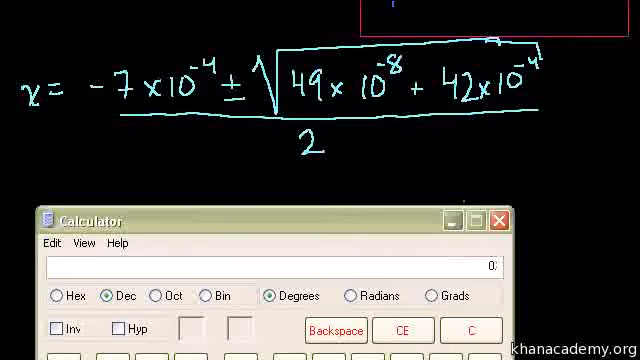 x = -7 × 10^-4 ± √(49 × 10^-8 + 42 × 10^-4)
2
Calculator
Edit View Help
0.
Hex Dec Oct Bin Degrees Radians Grads
Inv Hyp Backspace CE C
khanacademy.org